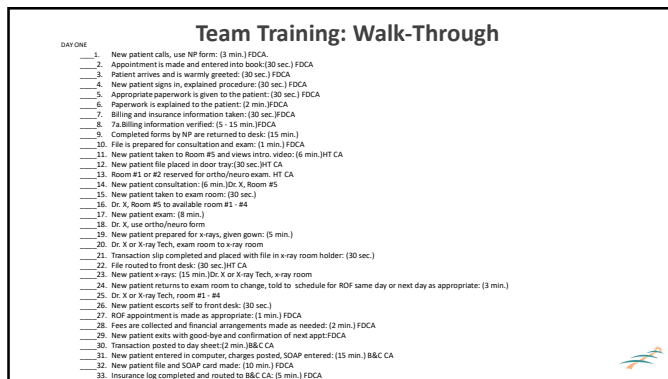 Team Training: Walk-Through
DAY ONE
____1. New patient calls, use NP form: (3 min.) FDCA.
____2. Appointment is made and entered into book:(30 sec.) FDCA
____3. Patient arrives and is warmly greeted: (30 sec.) FDCA
____4. New patient signs in, explained procedure: (30 sec.) FDCA
____5. Appropriate paperwork is given to the patient: (30 sec.) FDCA
____6. Paperwork is explained to the patient: (2 min.)FDCA
____7. Billing and insurance information taken: (30 sec.)FDCA
____8. 7a.Billing information verified: (5 - 15 min.)FDCA
____9. Completed forms by NP are returned to desk: (15 min.)
____10. File is prepared for consultation and exam: (1 min.) FDCA
____11. New patient taken to Room #5 and views intro. video: (6 min.)HT CA
____12. New patient file placed in door tray:(30 sec.)HT CA
____13. Room #1 or #2 reserved for ortho/neuro exam. HT CA
____14. New patient consultation: (6 min.)Dr. X, Room #5
____15. New patient taken to exam room: (30 sec.)
____16. Dr. X, Room #5 to available room #1 - #4
____17. New patient exam: (8 min.)
____18. Dr. X, use ortho/neuro form
____19. New patient prepared for x-rays, given gown: (5 min.)
____20. Dr. X or X-ray Tech, exam room to x-ray room
____21. Transaction slip completed and placed with file in x-ray room holder: (30 sec.)
____22. File routed to front desk: (30 sec.)HT CA
____23. New patient x-rays: (15 min.)Dr. X or X-ray Tech, x-ray room
____24. New patient returns to exam room to change, told to schedule for ROF same day or next day as appropriate: (3 min.)
____25. Dr. X or X-ray Tech, room #1 - #4
____26. New patient escorts self to front desk: (30 sec.)
____27. ROF appointment is made as appropriate: (1 min.) FDCA
____28. Fees are collected and financial arrangements made as needed: (2 min.) FDCA
____29. New patient exits with good-bye and confirmation of next appt:FDCA
____30. Transaction posted to day sheet:(2 min.)B&C CA
____31. New patient entered in computer, charges posted, SOAP entered: (15 min.) B&C CA
____32. New patient file and SOAP card made: (10 min.) FDCA
____33. Insurance log completed and routed to B&C CA: (5 min.) FDCA